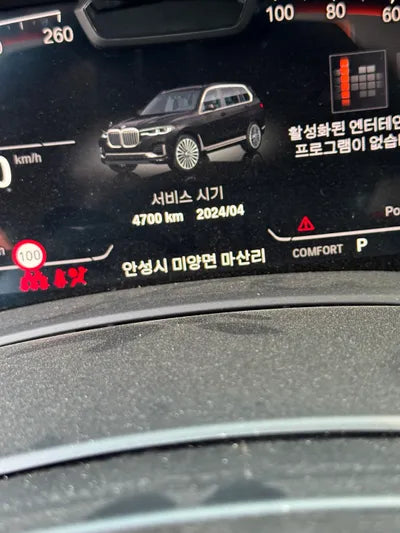 260
100 80 60
0 km/h
활성화된 엔터테인
프로그램이 없습
서비스 시기
4700 km 2024/04
100
안성시 미양면 마산리
COMFORT P
Po